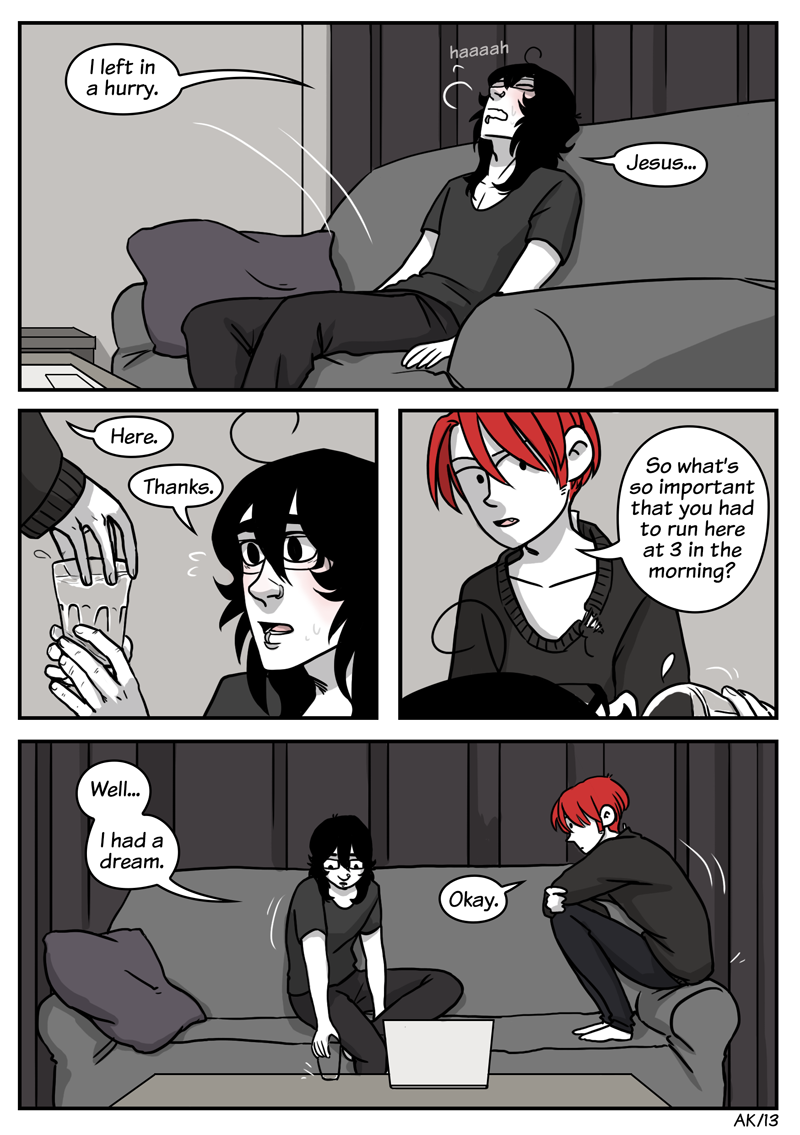 I left in
a hurry.
haaaah
Jesus...
Here.
Thanks.
So what's
so important
that you had
to run here
at 3 in the
morning?
Well...
I had a
dream.
Okay.
AK/13